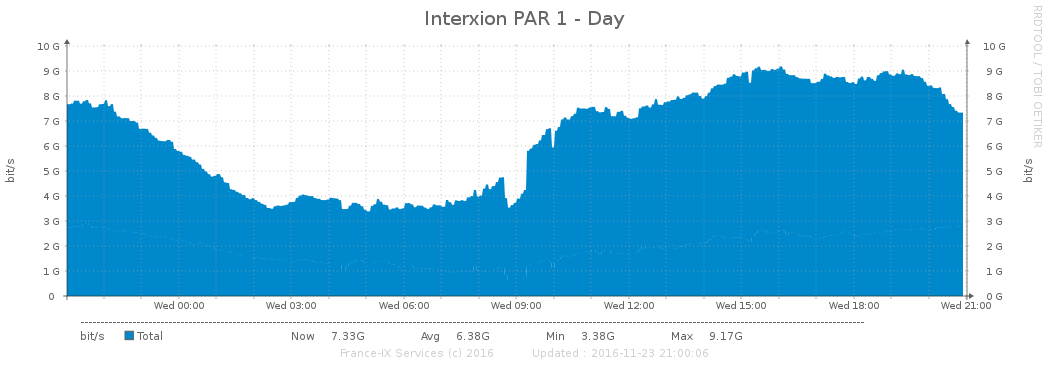 Interxion PAR 1 - Day
RRDTOOL / TOBI OETIKER
bit/s
10 G 10 G
9 G 9 G
8 G 8 G
7 G 7 G
6 G 6 G
5 G 5 G
4 G 4 G
3 G 3 G
2 G 2 G
1 G 1 G
0 0 G
bit/s
Wed 00:00 Wed 03:00 Wed 06:00 Wed 09:00 Wed 12:00 Wed 15:00 Wed 18:00 Wed 21:00
bit/s Total Now 7.33G Avg 6.38G Min 3.38G Max 9.17G
France-IX Services (c) 2016 Updated : 2016-11-23 21:00:06